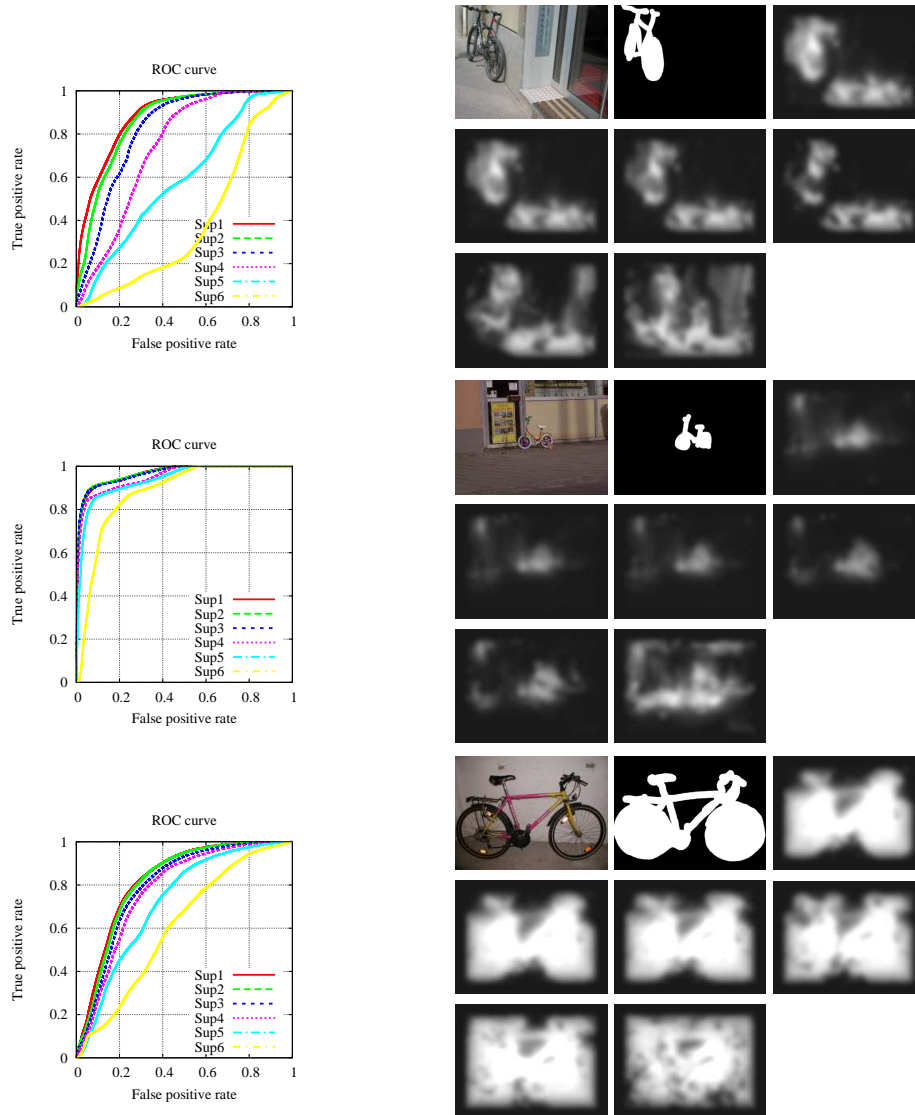 ROC curve
1
0.8
0.6
0.4
0.2
0
True positive rate
Sup1
Sup2
Sup3
Sup4
Sup5
Sup6
0 0.2 0.4 0.6 0.8 1
False positive rate
ROC curve
1
0.8
0.6
0.4
0.2
0
True positive rate
Sup1
Sup2
Sup3
Sup4
Sup5
Sup6
0 0.2 0.4 0.6 0.8 1
False positive rate
ROC curve
1
0.8
0.6
0.4
0.2
0
True positive rate
Sup1
Sup2
Sup3
Sup4
Sup5
Sup6
0 0.2 0.4 0.6 0.8 1
False positive rate